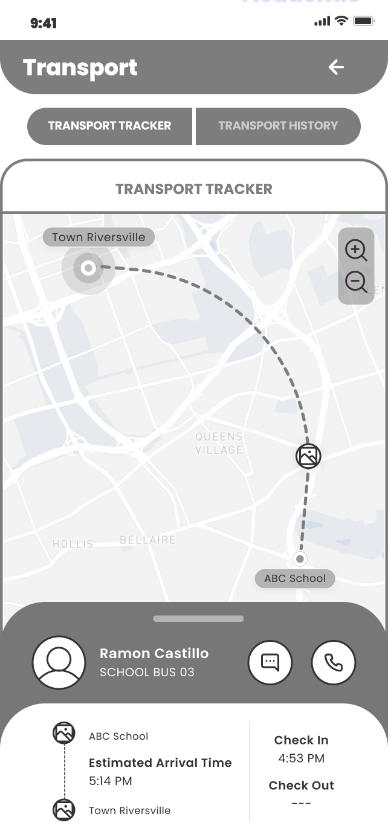 9:41
Transport
TRANSPORT TRACKER
TRANSPORT HISTORY
TRANSPORT TRACKER
Town Riversville
QUEENS
VILLAGE
HOLLIS
BELLAIRE
ABC School
Ramon Castillo
SCHOOL BUS 03
ABC School
Estimated Arrival Time
5:14 PM
Town Riversville
Check In
4:53 PM
Check Out
---